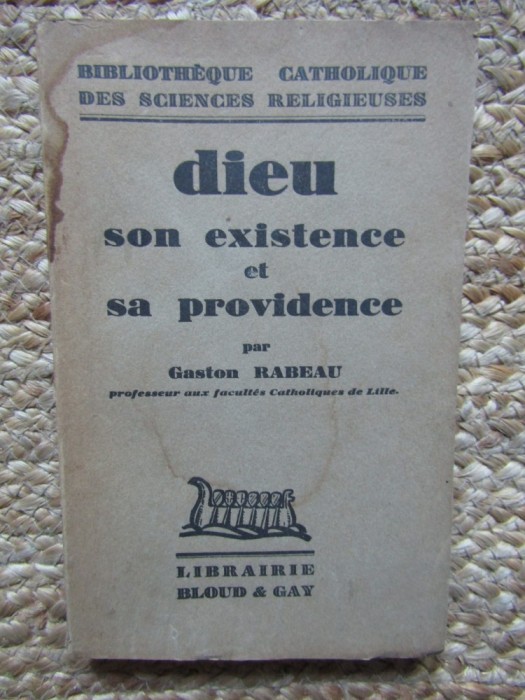 BIBLIOTHÈQUE CATHOLIQUE
DES SCIENCES RELIGIEUSES
dieu
son existence
et
sa providence
par
Gaston RABEAU
professeur aux facultés Catholiques de Lille.
LIBRAIRIE
BLOUD & GAY